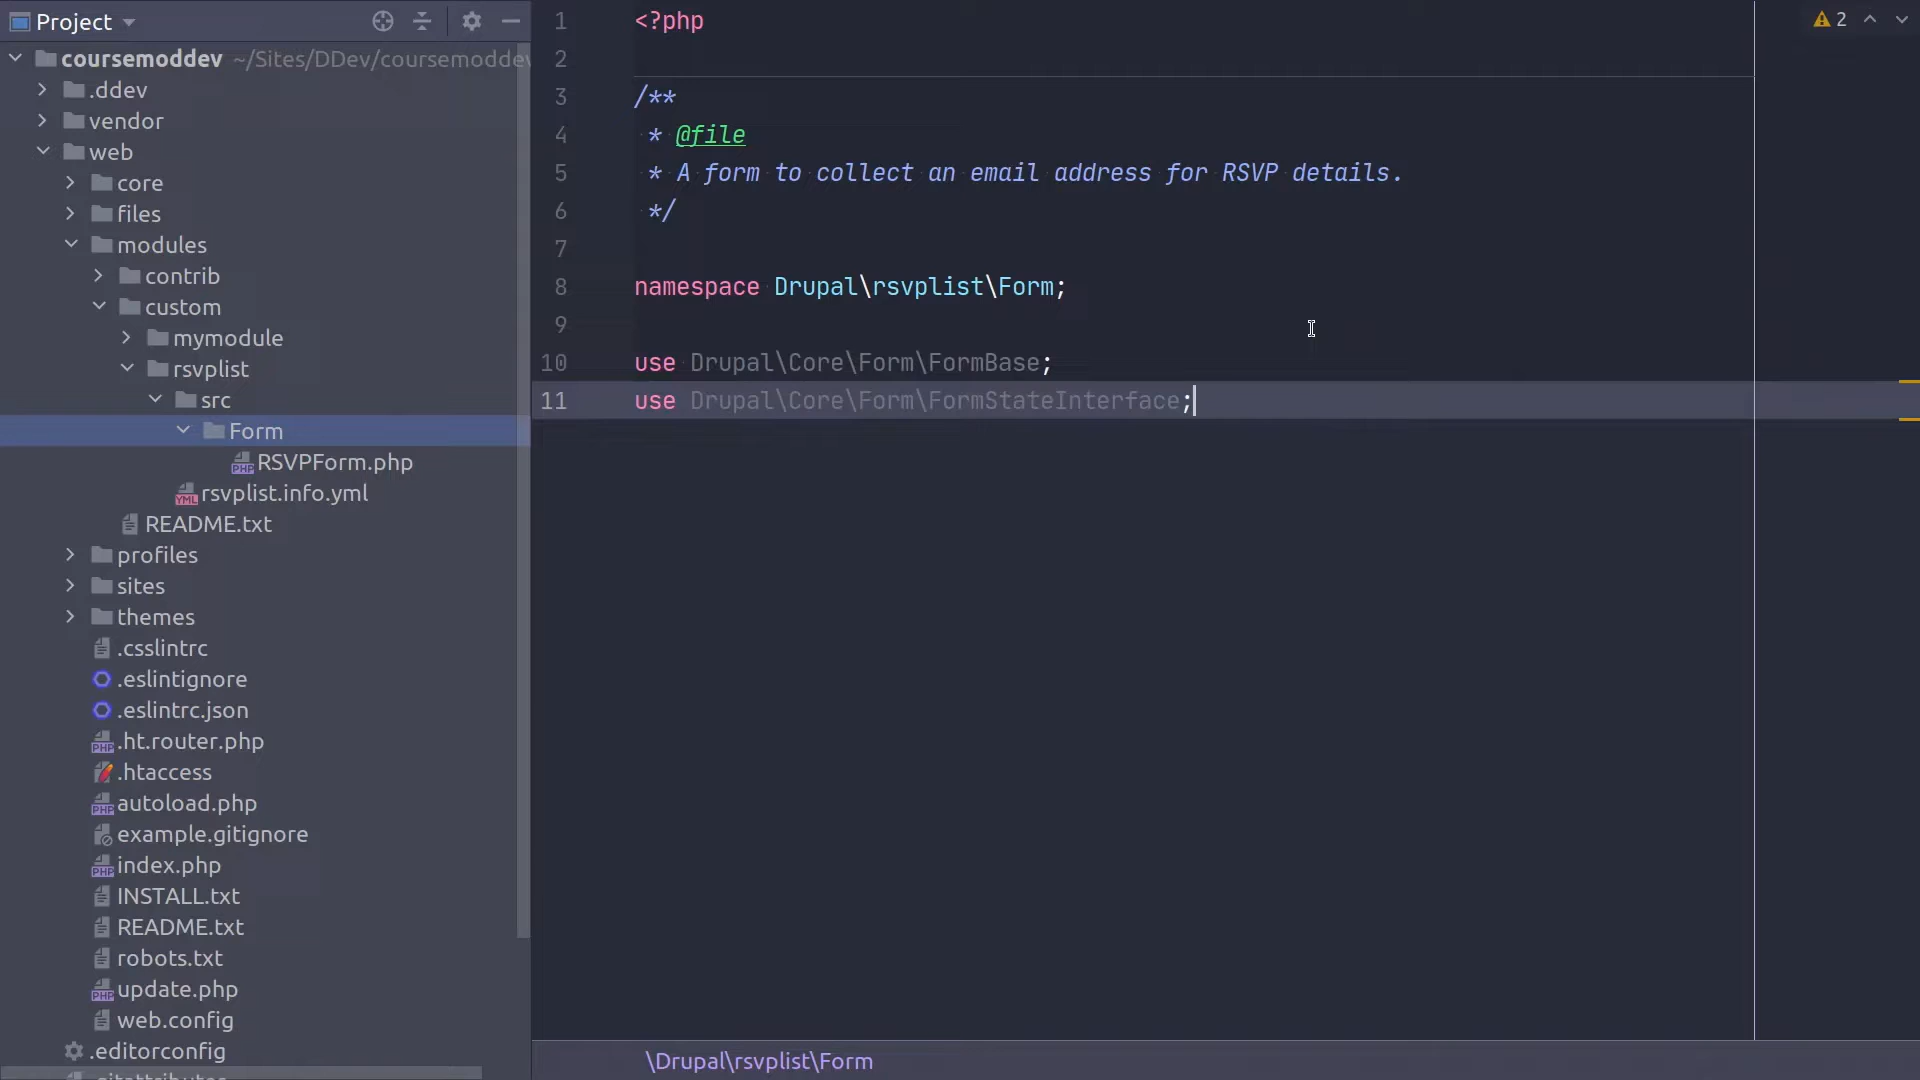 Project
coursemoddev ~/Sites/DDev/coursemoddev
.ddev
vendor
web
core
files
modules
contrib
custom
mymodule
rsvplist
src
Form
RSVPForm.php
rsvplist.info.yml
README.txt
profiles
sites
themes
.csslintrc
.eslintignore
.eslintrc.json
.ht.router.php
.htaccess
autoload.php
example.gitignore
index.php
INSTALL.txt
README.txt
robots.txt
update.php
web.config
.editorconfig
2
1 <?php
2
3 /**
4 * @file
5 * A form to collect an email address for RSVP details.
6 */
7
8 namespace Drupal\rsvplist\Form;
9
10 use Drupal\Core\Form\FormBase;
11 use Drupal\Core\Form\FormStateInterface;
\Drupal\rsvplist\Form